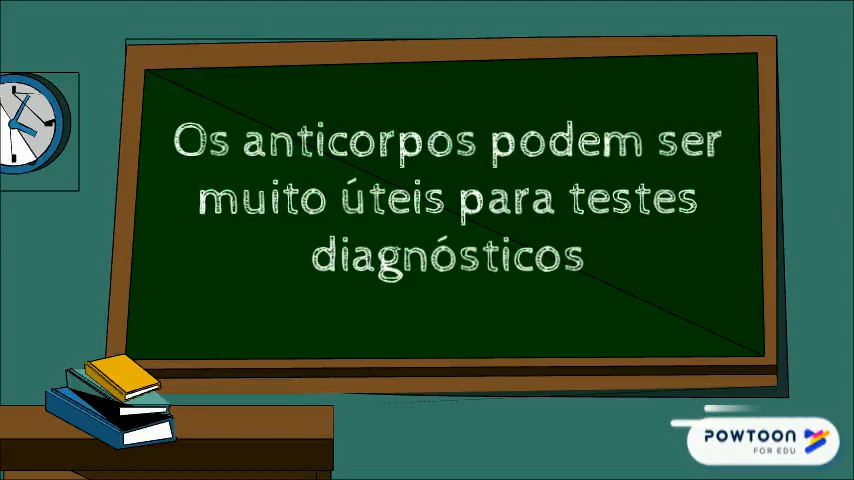 Os anticorpos podem ser
muito úteis para testes
diagnósticos
POWTOON
FOR EDU